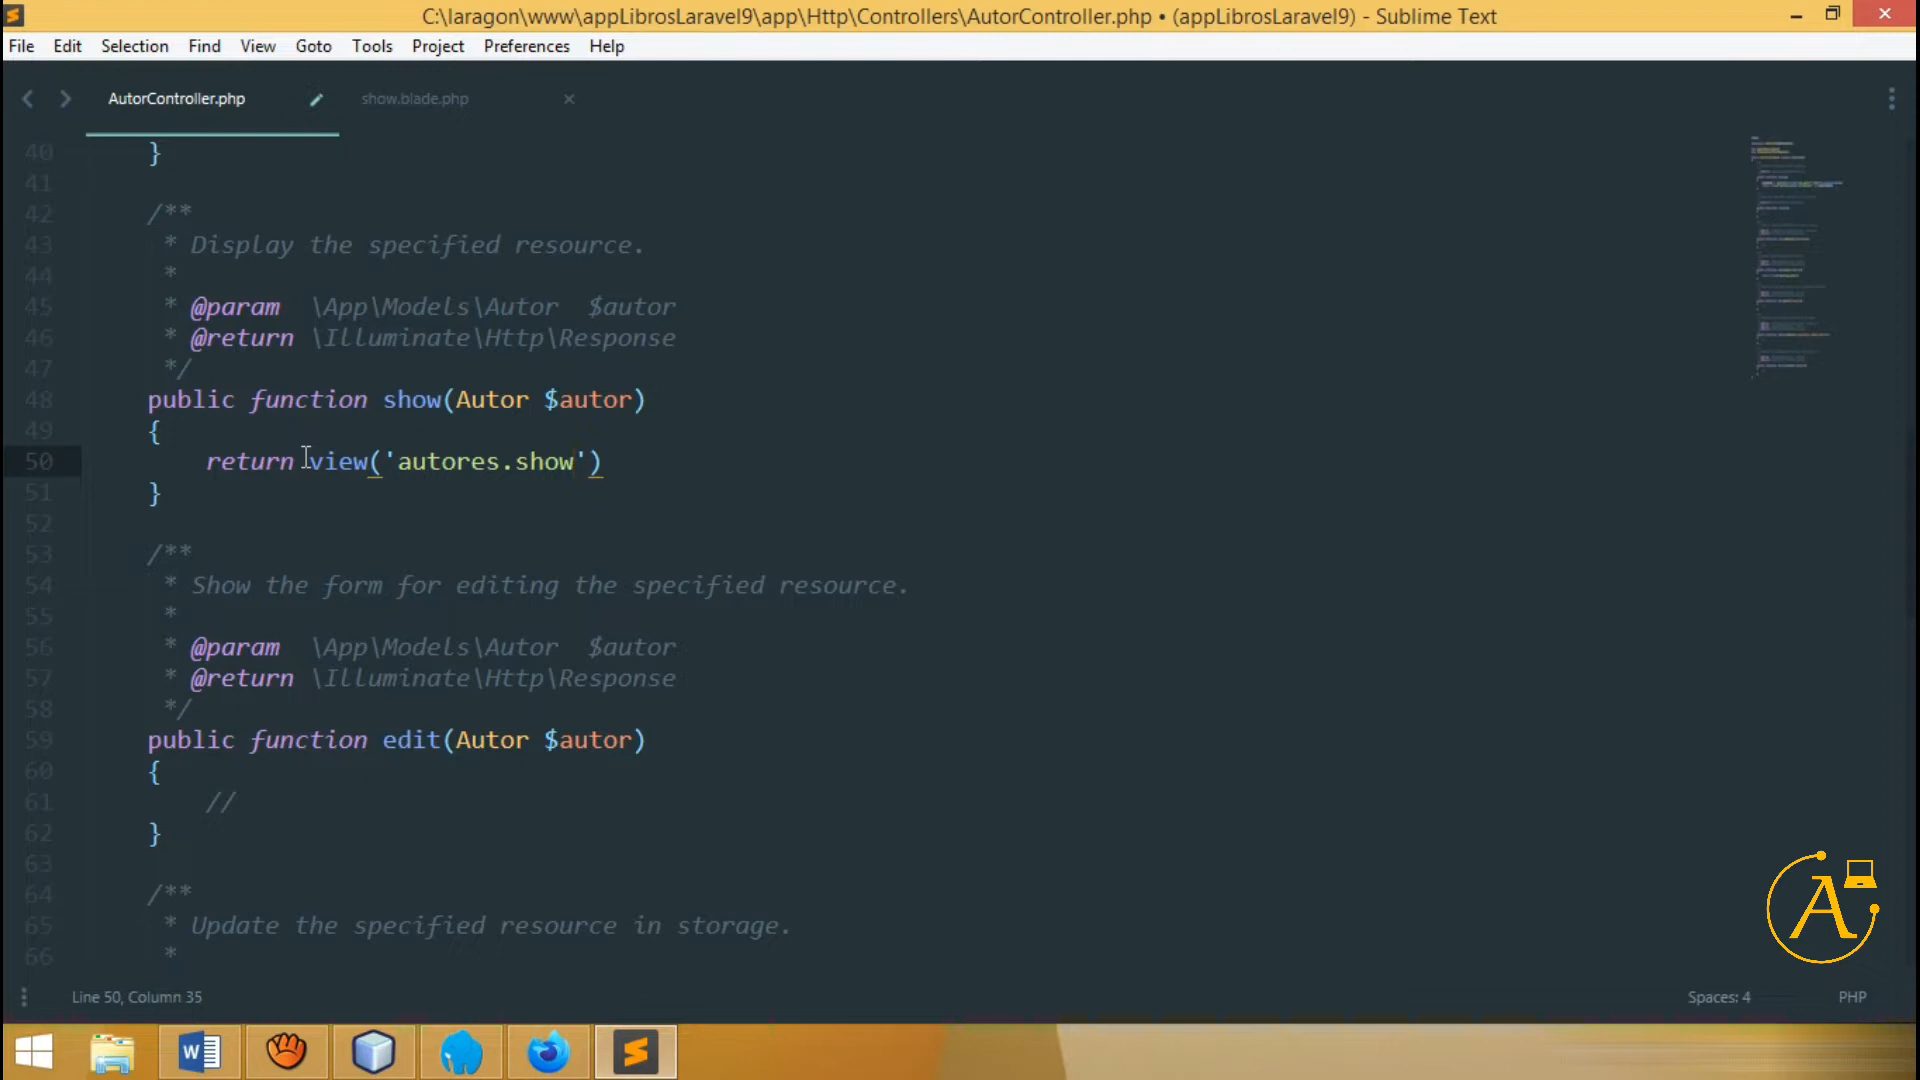 C:\laragon\www\appLibrosLaravel9\app\Http\Controllers\AutorController.php • (appLibrosLaravel9) - Sublime Text
File Edit Selection Find View Goto Tools Project Preferences Help
AutorController.php show.blade.php
40 }
41
42 /**
43 * Display the specified resource.
44 *
45 * @param \App\Models\Autor $autor
46 * @return \Illuminate\Http\Response
47 */
48 public function show(Autor $autor)
49 {
50 return view('autores.show')
51 }
52
53 /**
54 * Show the form for editing the specified resource.
55 *
56 * @param \App\Models\Autor $autor
57 * @return \Illuminate\Http\Response
58 */
59 public function edit(Autor $autor)
60 {
61 //
62 }
63
64 /**
65 * Update the specified resource in storage.
66 *
A
Line 50, Column 35 Spaces: 4 PHP